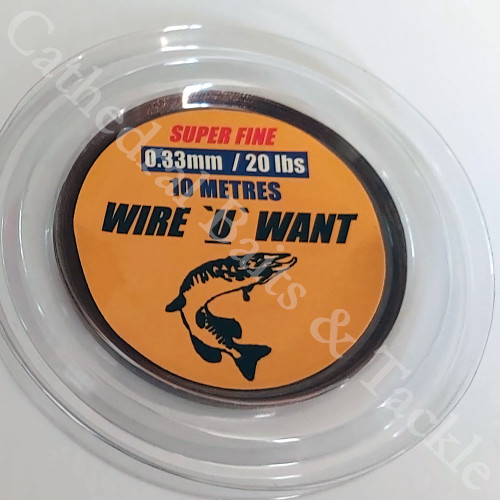 SUPER FINE
0.33mm / 20 lbs
10 METRES
WIRE `U´ WANT
Cathedral Baits & Tackle